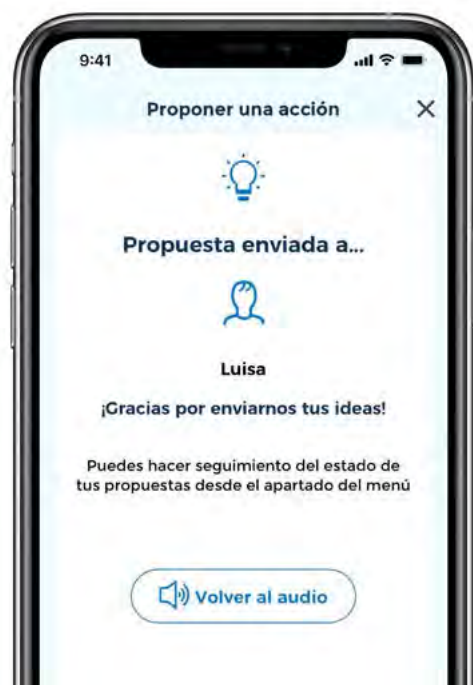 9:41
Proponer una acción
Propuesta enviada a...
Luisa
¡Gracias por enviarnos tus ideas!
Puedes hacer seguimiento del estado de
tus propuestas desde el apartado del menú
Volver al audio